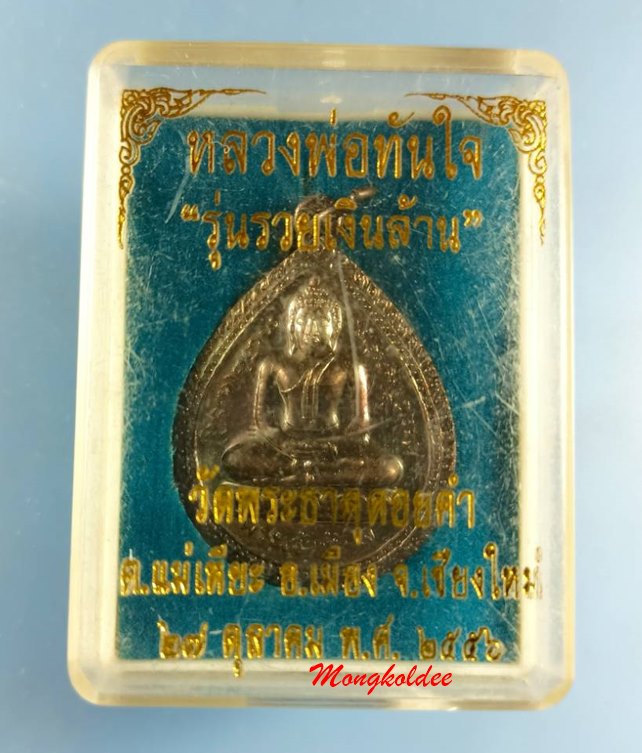 หลวงพ่อทันใจ
“รุ่นรวยเงินล้าน”
วัดพระธาตุดอยคำ
ต.แม่เหียะ อ.เมือง จ.เชียงใหม่
๒๗ ตุลาคม พ.ศ. ๒๕๕๖
Mongkoldee